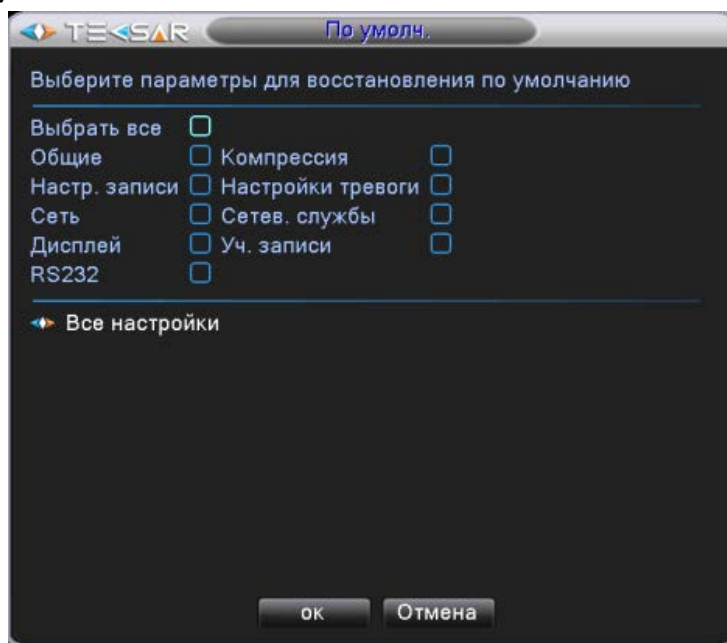 TEKSAR По умолч.
Выберите параметры для восстановления по умолчанию
Выбрать все
Общие Компрессия
Настр. записи Настройки тревоги
Сеть Сетев. службы
Дисплей Уч. записи
RS232
Все настройки
ок Отмена